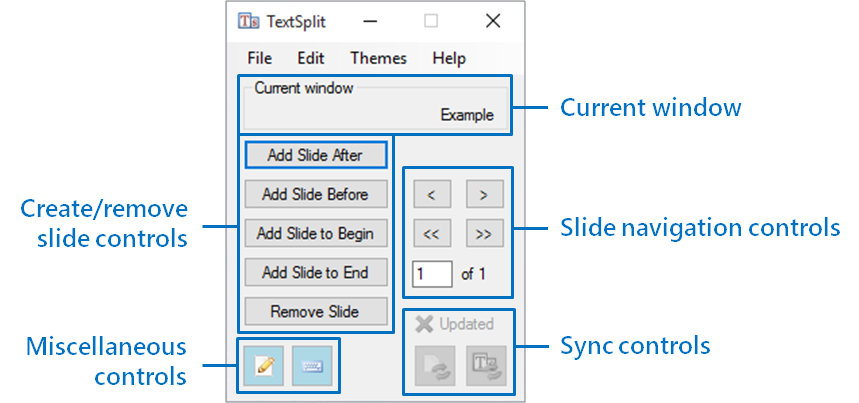 TextSplit
File Edit Themes Help
Current window
Example
Current window
Add Slide After
Add Slide Before
Add Slide to Begin
Add Slide to End
Remove Slide
Create/remove
slide controls
< >
<< >>
1 of 1
Slide navigation controls
Updated
Sync controls
Miscellaneous
controls